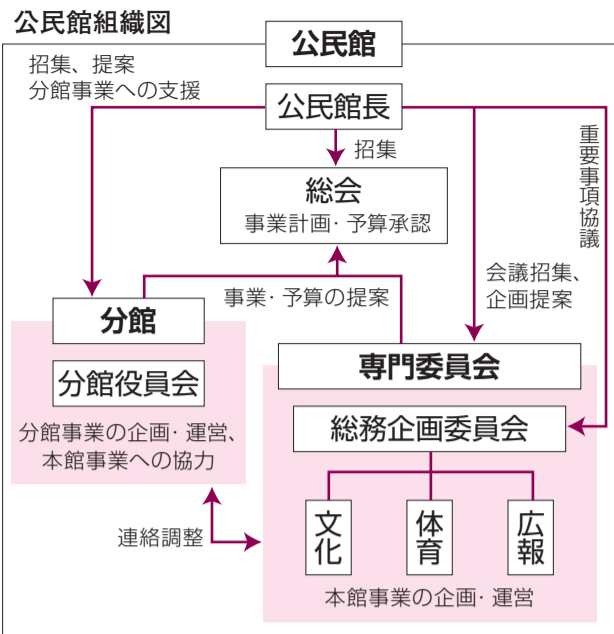 公民館組織図
公民館
招集、提案
分館事業への支援
公民館長
招集
重要事項協議
総会
事業計画・予算承認
会議招集、
企画提案
事業・予算の提案
分館
専門委員会
分館役員会
総務企画委員会
分館事業の企画・運営、
本館事業への協力
文化
体育
広報
連絡調整
本館事業の企画・運営